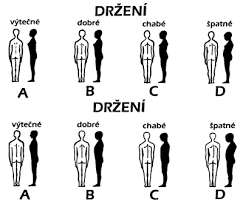 DRŽENÍ
výtečné dobré chabé špatné
A B C D
DRŽENÍ
výtečné dobré chabé špatné
A B C D